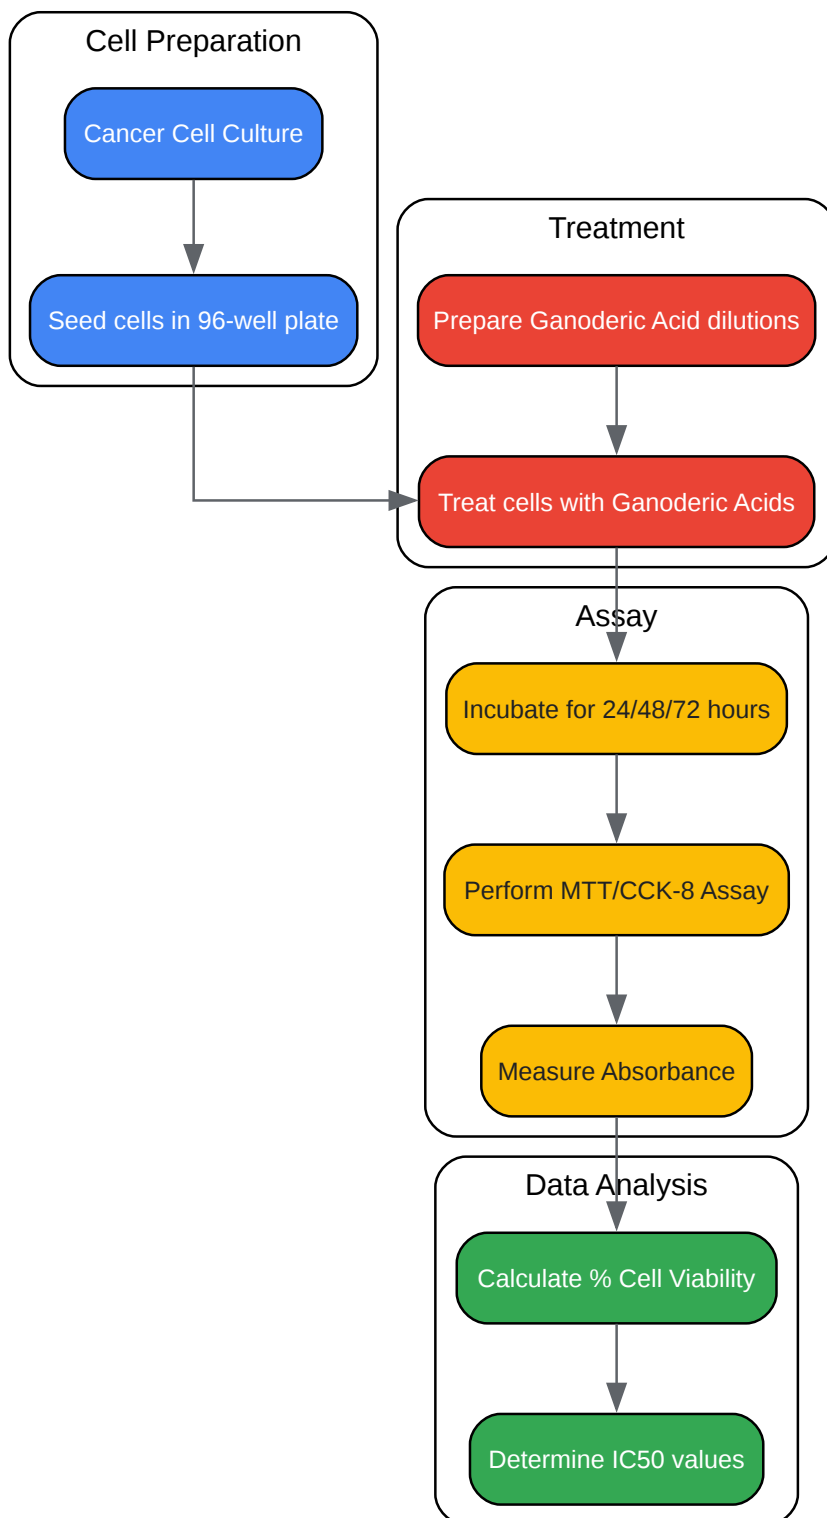 Cell Preparation
Cancer Cell Culture
Seed cells in 96-well plate
Treatment
Prepare Ganoderic Acid dilutions
Treat cells with Ganoderic Acids
Assay
Incubate for 24/48/72 hours
Perform MTT/CCK-8 Assay
Measure Absorbance
Data Analysis
Calculate % Cell Viability
Determine IC50 values